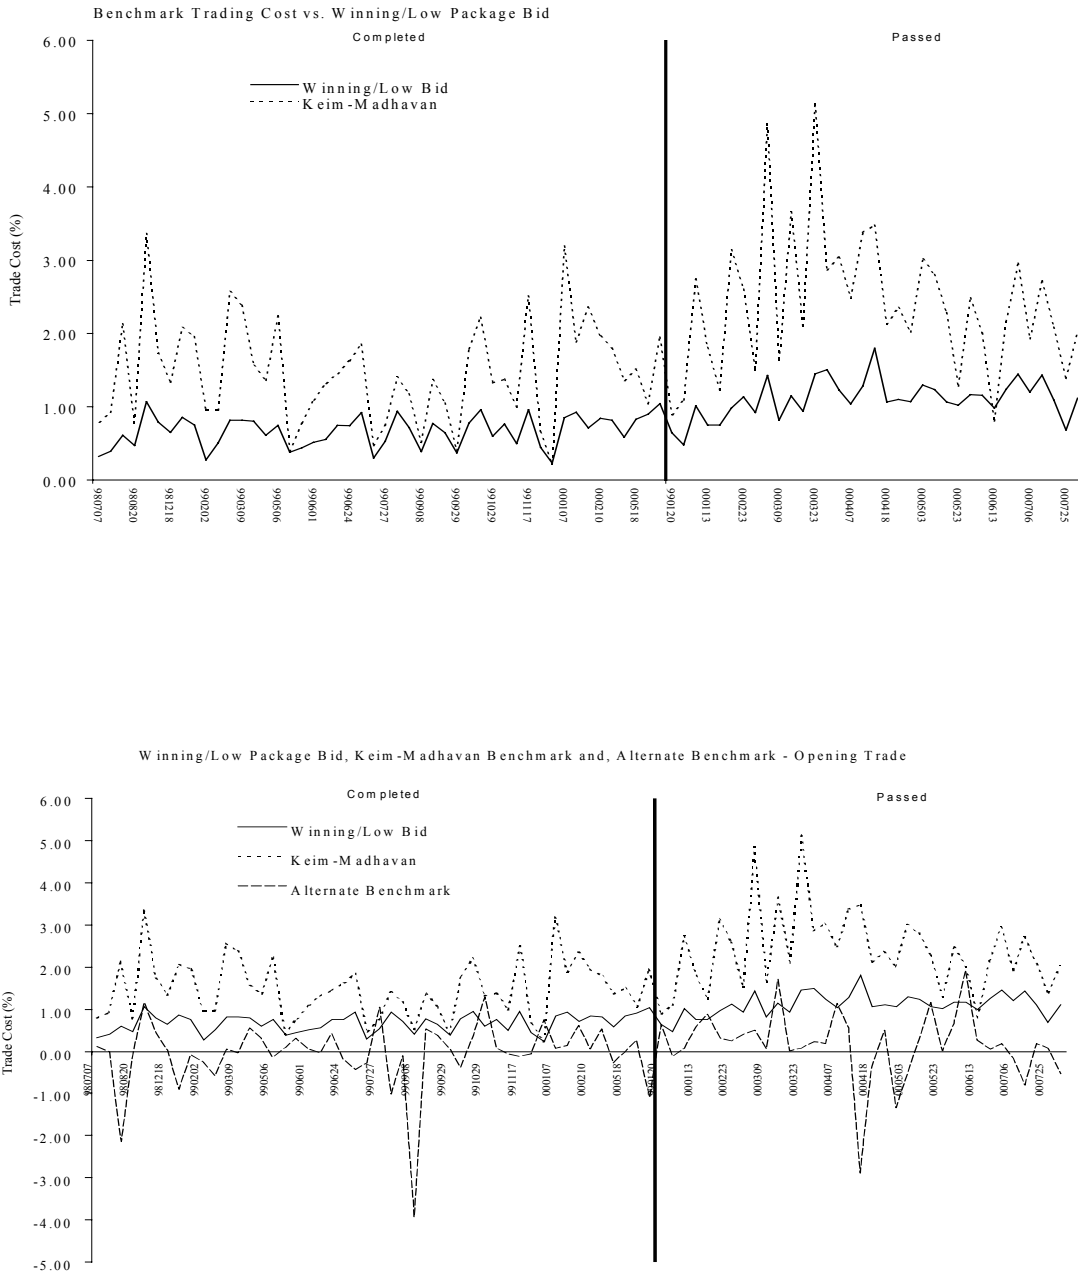 Benchmark Trading Cost vs. Winning/Low Package Bid
Completed
Passed
Winning/Low Bid
Keim-Madhavan
Trade Cost (%)
6.00
5.00
4.00
3.00
2.00
1.00
0.00
980707 980820 981218 990202 990309 990506 990601 990624 990727 990908 990929 991029 991117 000107 000210 000518 990120 000113 000223 000309 000323 000407 000418 000503 000523 000613 000706 000725
Winning/Low Package Bid, Keim-Madhavan Benchmark and, Alternate Benchmark - Opening Trade
Completed
Passed
Winning/Low Bid
Keim-Madhavan
Alternate Benchmark
Trade Cost (%)
6.00
5.00
4.00
3.00
2.00
1.00
0.00
-1.00
-2.00
-3.00
-4.00
-5.00
980707 980820 981218 990202 990309 990506 990601 990624 990727 990908 990929 991029 991117 000107 000210 000518 990120 000113 000223 000309 000323 000407 000418 000503 000523 000613 000706 000725